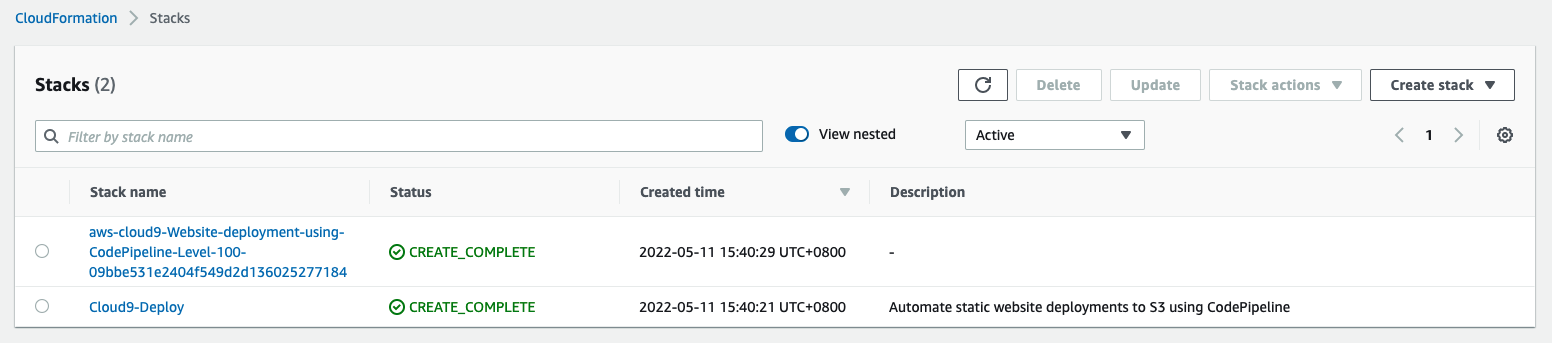 CloudFormation > Stacks
Stacks (2)
Delete
Update
Stack actions
Create stack
Filter by stack name
View nested
Active
1
Stack name
Status
Created time
Description
aws-cloud9-Website-deployment-using-
CodePipeline-Level-100-
09bbe531e2404f549d2d136025277184
CREATE_COMPLETE
2022-05-11 15:40:29 UTC+0800
-
Cloud9-Deploy
CREATE_COMPLETE
2022-05-11 15:40:21 UTC+0800
Automate static website deployments to S3 using CodePipeline